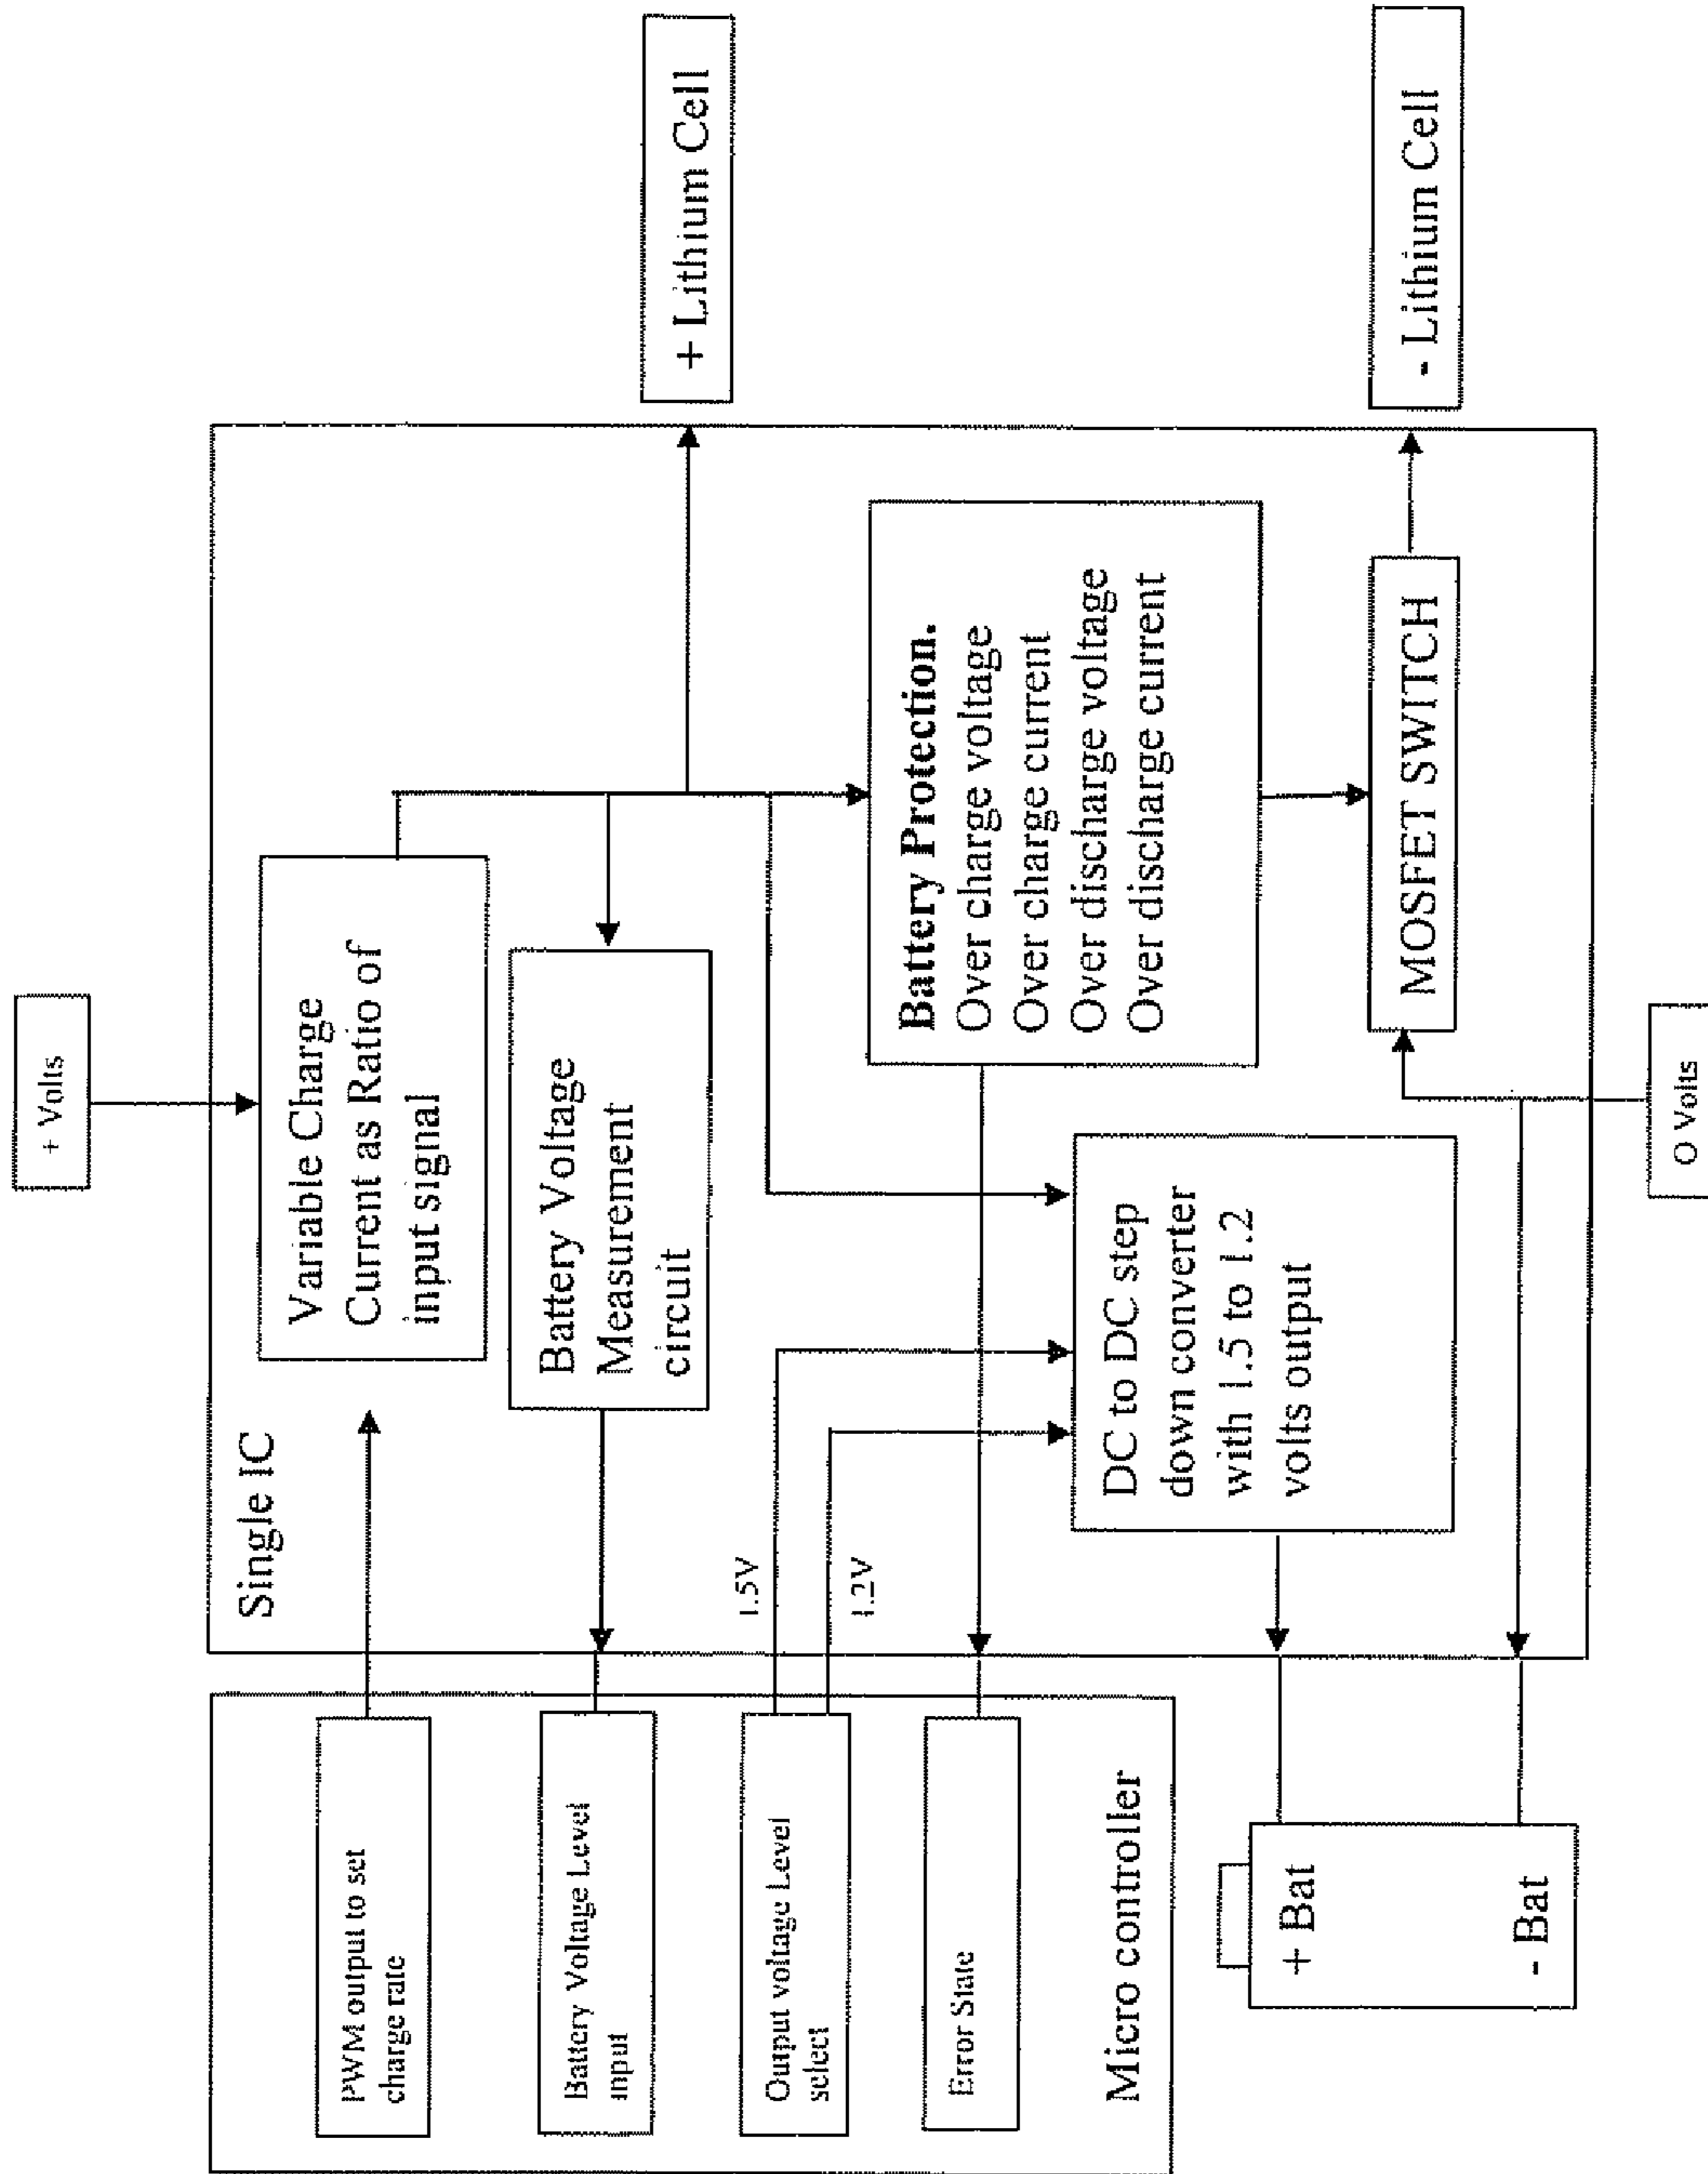 + Volts
Single IC
Variable Charge
Current as Ratio of
input signal
PWM output to set
charge rate
Battery Voltage
Measurement
circuit
Battery Voltage Level
input
+ Lithium Cell
Output voltage Level
select
1.5V
1.2V
Battery Protection.
Over charge voltage
Over charge current
Over discharge voltage
Over discharge current
Error State
Micro controller
DC to DC step
down converter
with 1.5 to 1.2
volts output
MOSFET SWITCH
- Lithium Cell
+ Bat
- Bat
O Volts